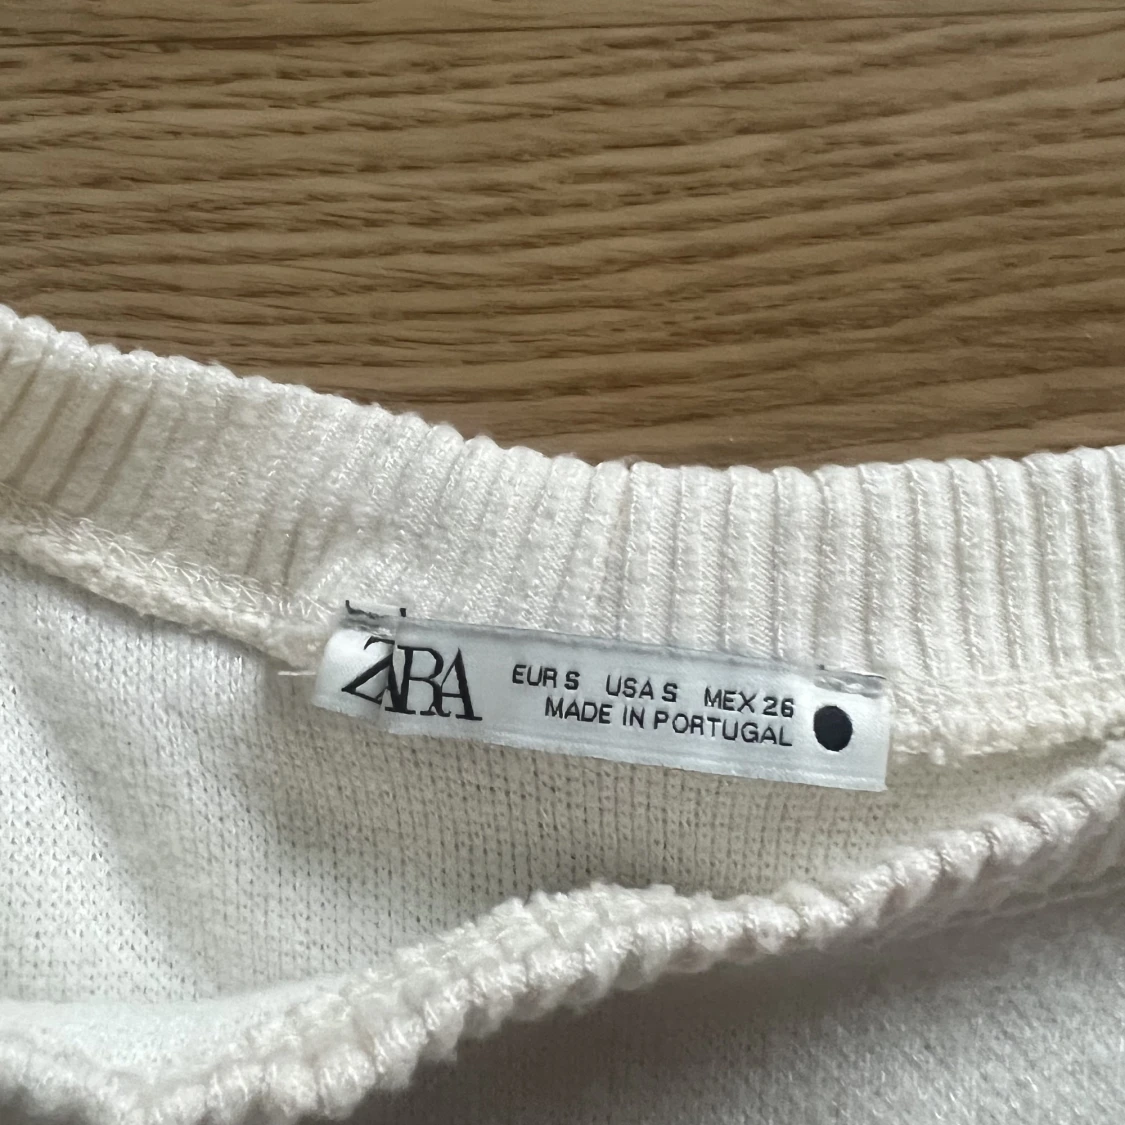 ZARA
EUR S USA S MEX 26
MADE IN PORTUGAL